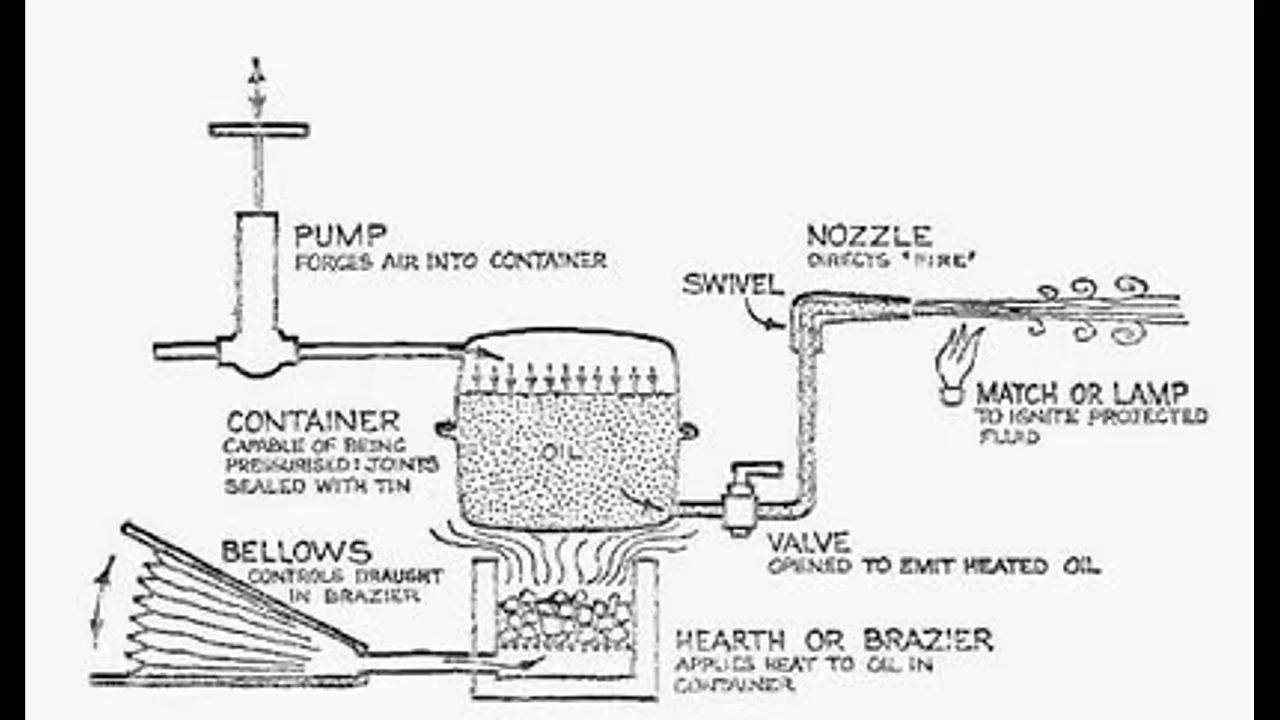 PUMP
FORCES AIR INTO CONTAINER
NOZZLE
DIRECTS "FIRE"
SWIVEL
MATCH OR LAMP
TO IGNITE PROJECTED
FLUID
CONTAINER
CAPABLE OF BEING
PRESSURISED: JOINTS
SEALED WITH TIN
OIL
BELLOWS
CONTROLS DRAUGHT
IN BRAZIER
VALVE
OPENED TO EMIT HEATED OIL
HEARTH OR BRAZIER
APPLIES HEAT TO OIL IN
CONTAINER